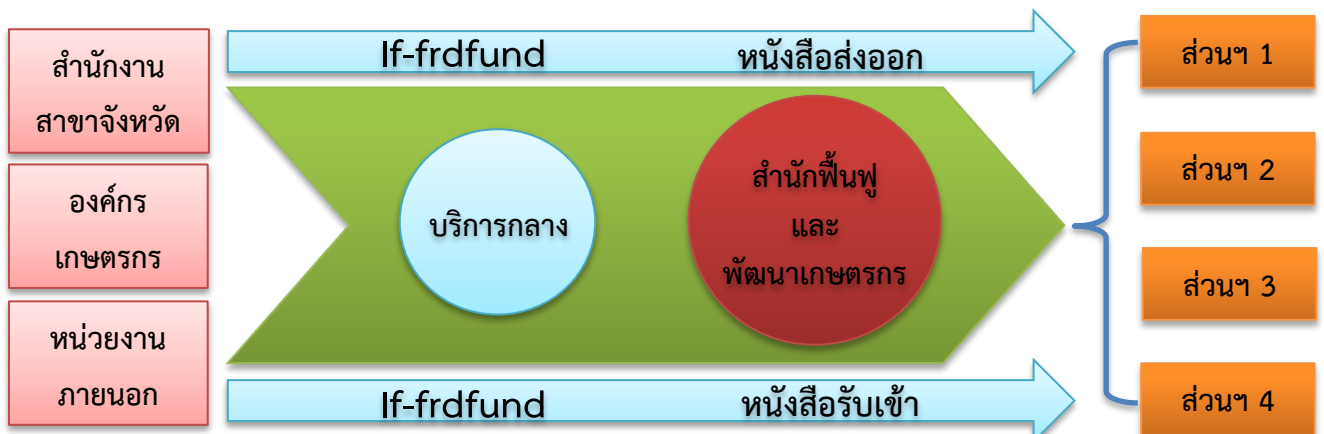 สำนักงาน
สาขาจังหวัด
องค์กร
เกษตรกร
หน่วยงาน
ภายนอก
If-frdfund หนังสือส่งออก
บริการกลาง
สำนักฟื้นฟู
และ
พัฒนาเกษตรกร
If-frdfund หนังสือรับเข้า
ส่วนฯ 1
ส่วนฯ 2
ส่วนฯ 3
ส่วนฯ 4